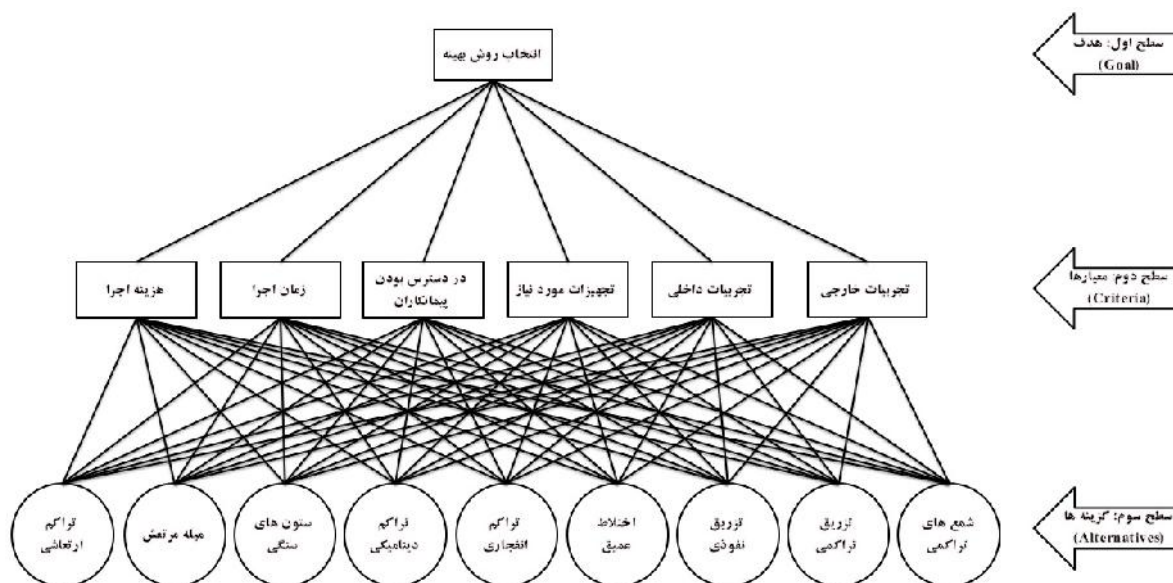 سطح اول: هدف
(Goal)
انتخاب روش بهینه
سطح دوم: معیارها
(Criteria)
تجربیات خارجی
تجربیات داخلی
تجهیزات مورد نیاز
در دسترس بودن
پیمانکاران
زمان اجرا
هزینه اجرا
سطح سوم: گزینه ها
(Alternatives)
شمع های
تراکمی
تزریق
تراکمی
تزریق
نفوذی
اختلاط
عمیق
تراکم
انفجاری
تراکم
دینامیکی
ستون های
سنگی
میله مرتعش
تراکم
ارتعاشی